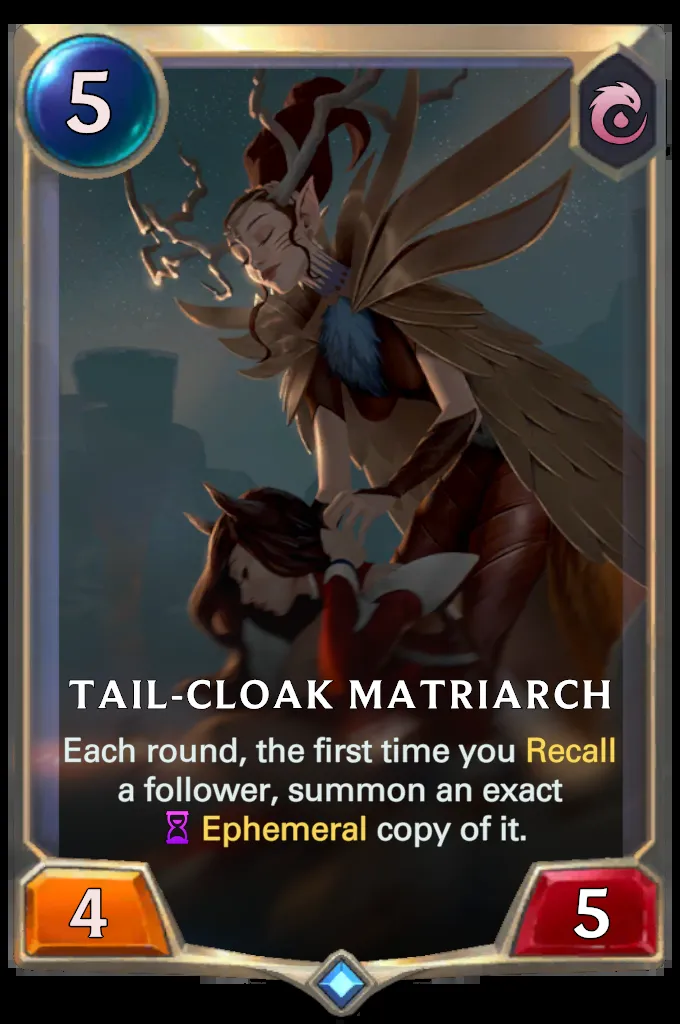 5
TAIL-CLOAK MATRIARCH
Each round, the first time you Recall
a follower, summon an exact
Ephemeral copy of it.
4
5